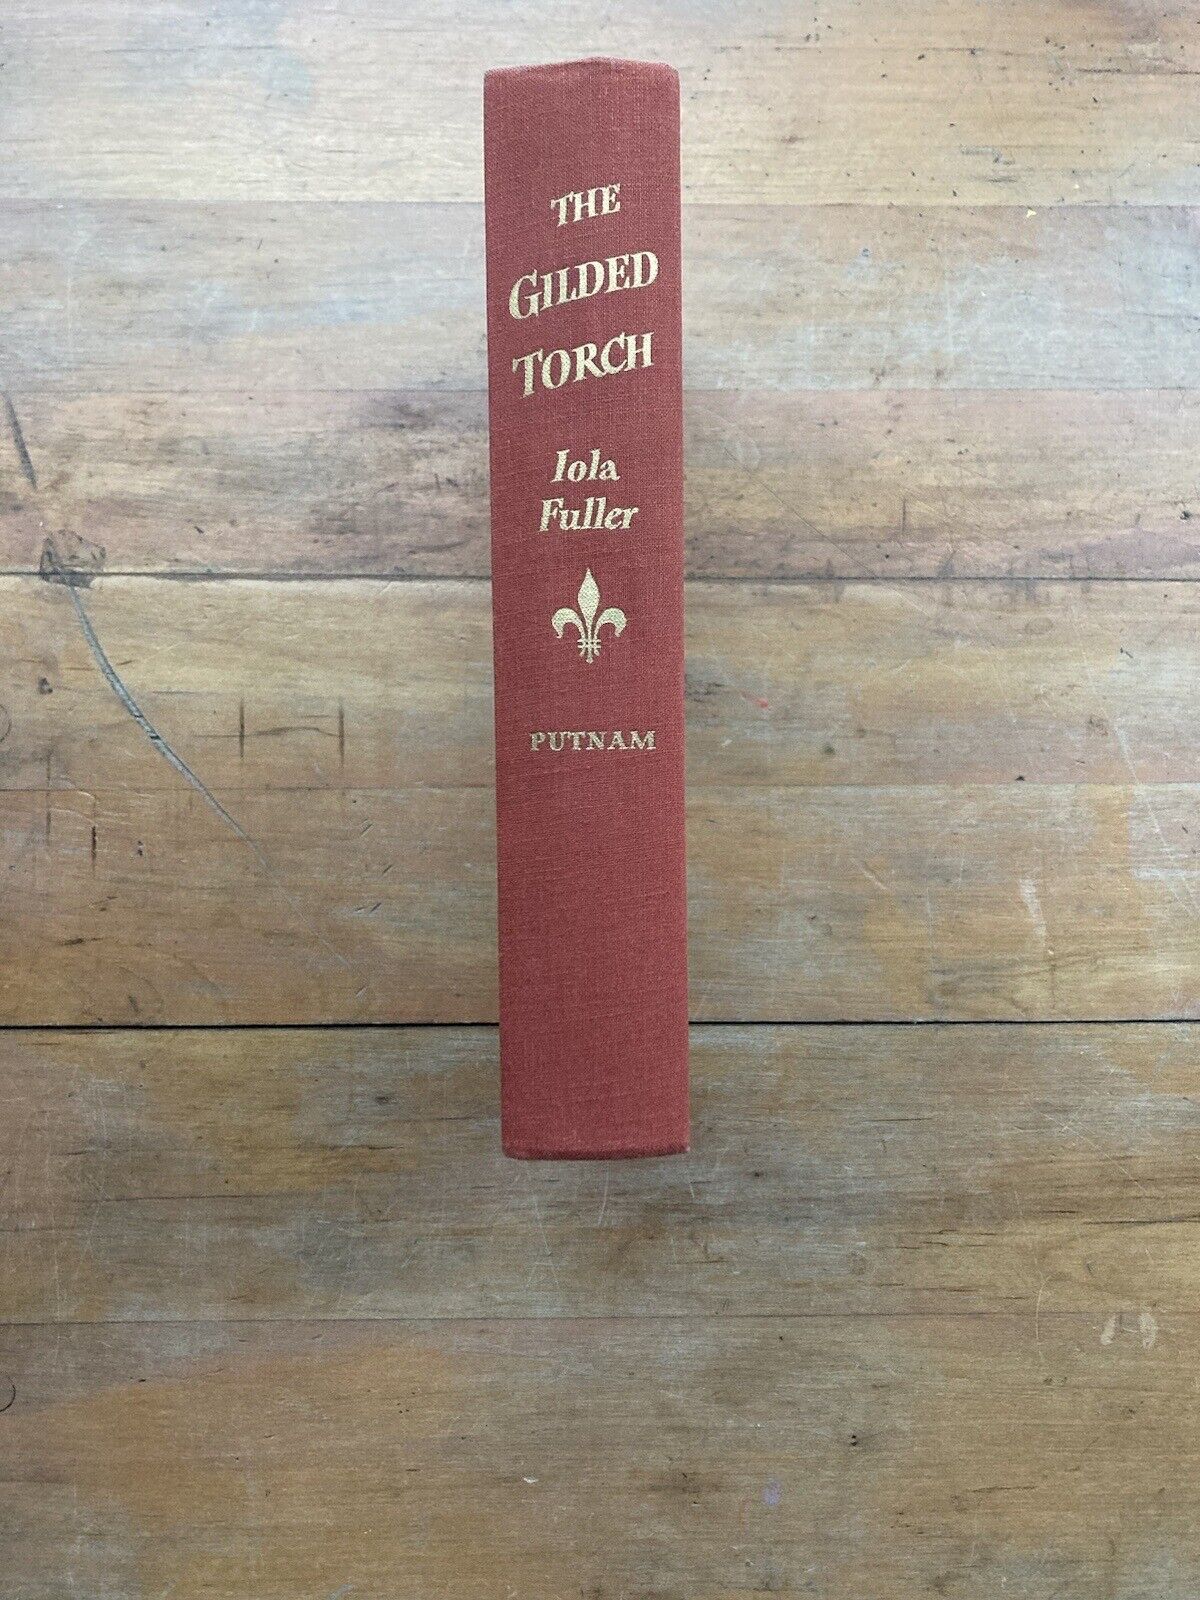 THE
GILDED
TORCH
Iola
Fuller
PUTNAM